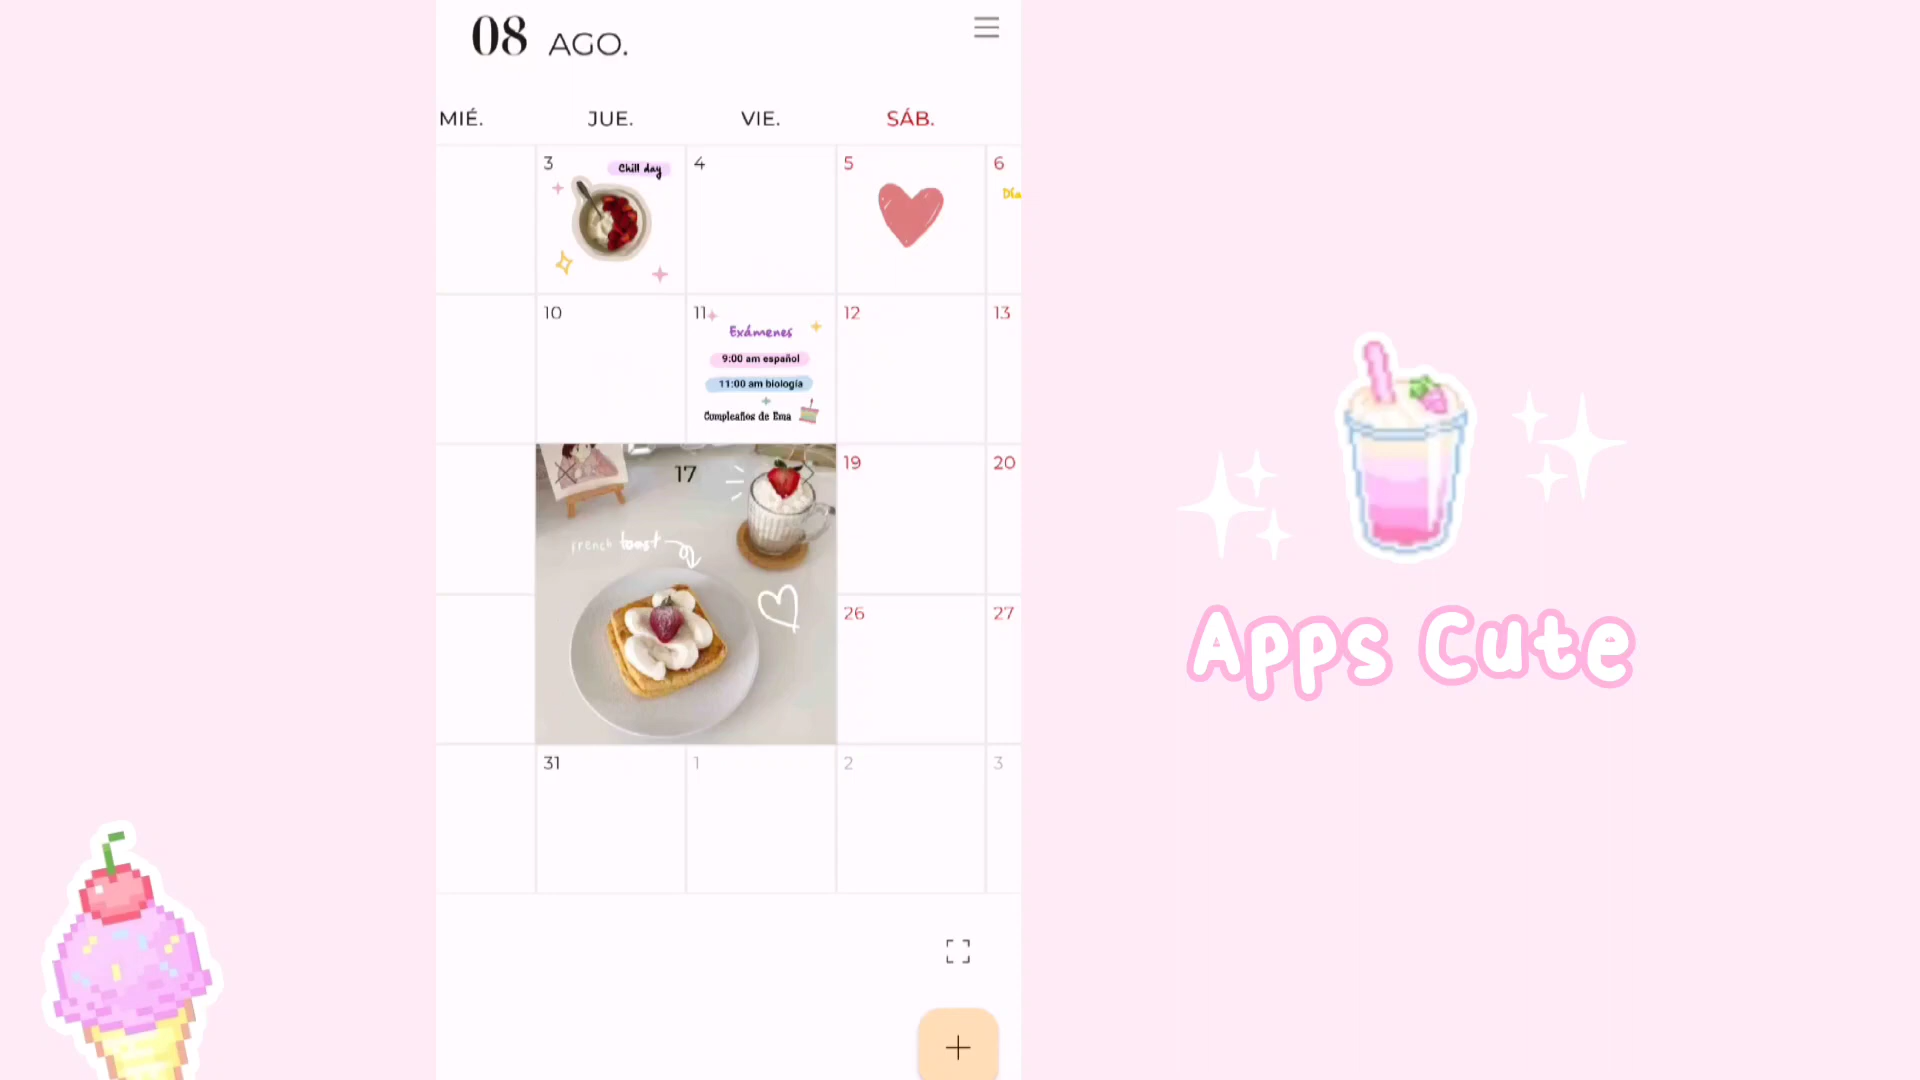 08 AGO.
MIÉ. JUE. VIE. SÁB.
3 4 5 6
Chill day
Día
10 11 12 13
Exámenes
9:00 am español
11:00 am biología
Cumpleaños de Ema
17 19 20
french toast
26 27
31 1 2 3
Apps Cute